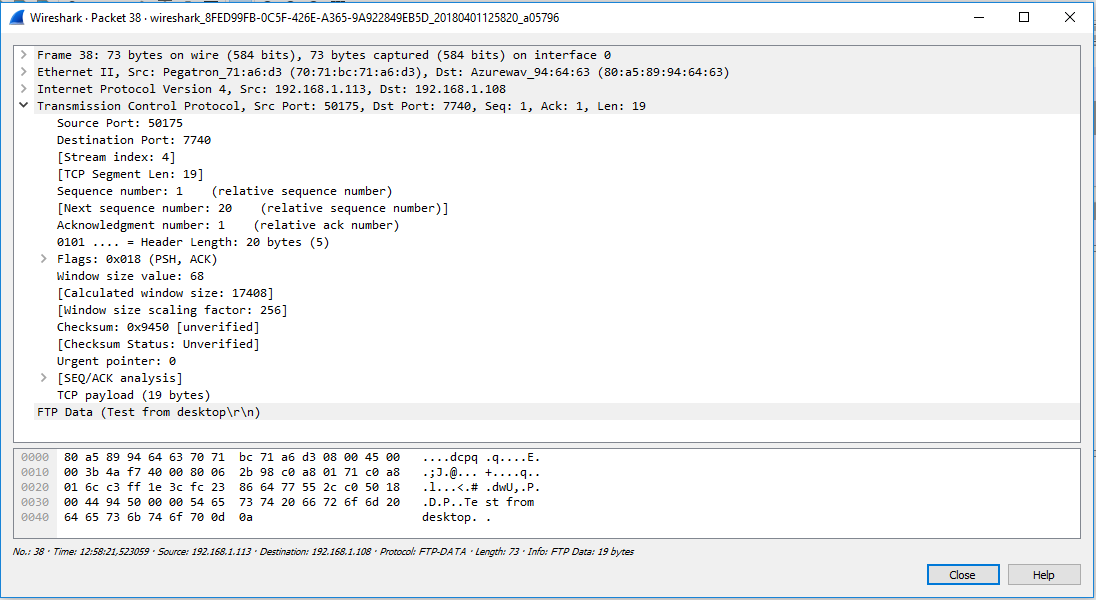 Wireshark · Packet 38 · wireshark_8FED99FB-0C5F-426E-A365-9A922849EB5D_20180401125820_a05796
Frame 38: 73 bytes on wire (584 bits), 73 bytes captured (584 bits) on interface 0
Ethernet II, Src: Pegatron_71:a6:d3 (70:71:bc:71:a6:d3), Dst: Azurewav_94:64:63 (80:a5:89:94:64:63)
Internet Protocol Version 4, Src: 192.168.1.113, Dst: 192.168.1.108
Transmission Control Protocol, Src Port: 50175, Dst Port: 7740, Seq: 1, Ack: 1, Len: 19
Source Port: 50175
Destination Port: 7740
[Stream index: 4]
[TCP Segment Len: 19]
Sequence number: 1    (relative sequence number)
[Next sequence number: 20    (relative sequence number)]
Acknowledgment number: 1    (relative ack number)
0101 .... = Header Length: 20 bytes (5)
Flags: 0x018 (PSH, ACK)
Window size value: 68
[Calculated window size: 17408]
[Window size scaling factor: 256]
Checksum: 0x9450 [unverified]
[Checksum Status: Unverified]
Urgent pointer: 0
[SEQ/ACK analysis]
TCP payload (19 bytes)
FTP Data (Test from desktop\r\n)
0000  80 a5 89 94 64 63 70 71  bc 71 a6 d3 08 00 45 00   ....dcpq .q....E.
0010  00 3b 4a f7 40 00 80 06  2b 98 c0 a8 01 71 c0 a8   .;J.@... +....q..
0020  01 6c c3 ff 1e 3c fc 23  86 64 77 55 2c c0 50 18   .l...<.# .dwU,.P.
0030  00 44 94 50 00 00 54 65  73 74 20 66 72 6f 6d 20   .D.P..Te st from
0040  64 65 73 6b 74 6f 70 0d  0a                        desktop. .
No.: 38 · Time: 12:58:21,523059 · Source: 192.168.1.113 · Destination: 192.168.1.108 · Protocol: FTP-DATA · Length: 73 · Info: FTP Data: 19 bytes
Close Help